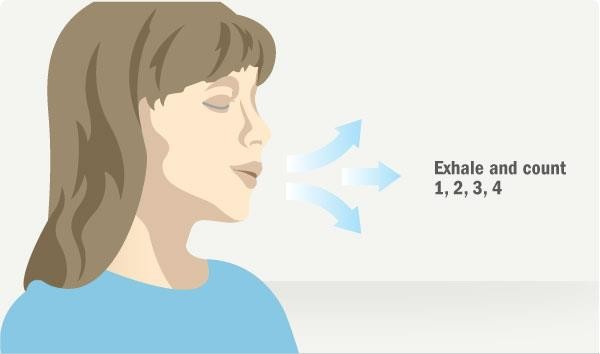 Exhale and count
1, 2, 3, 4